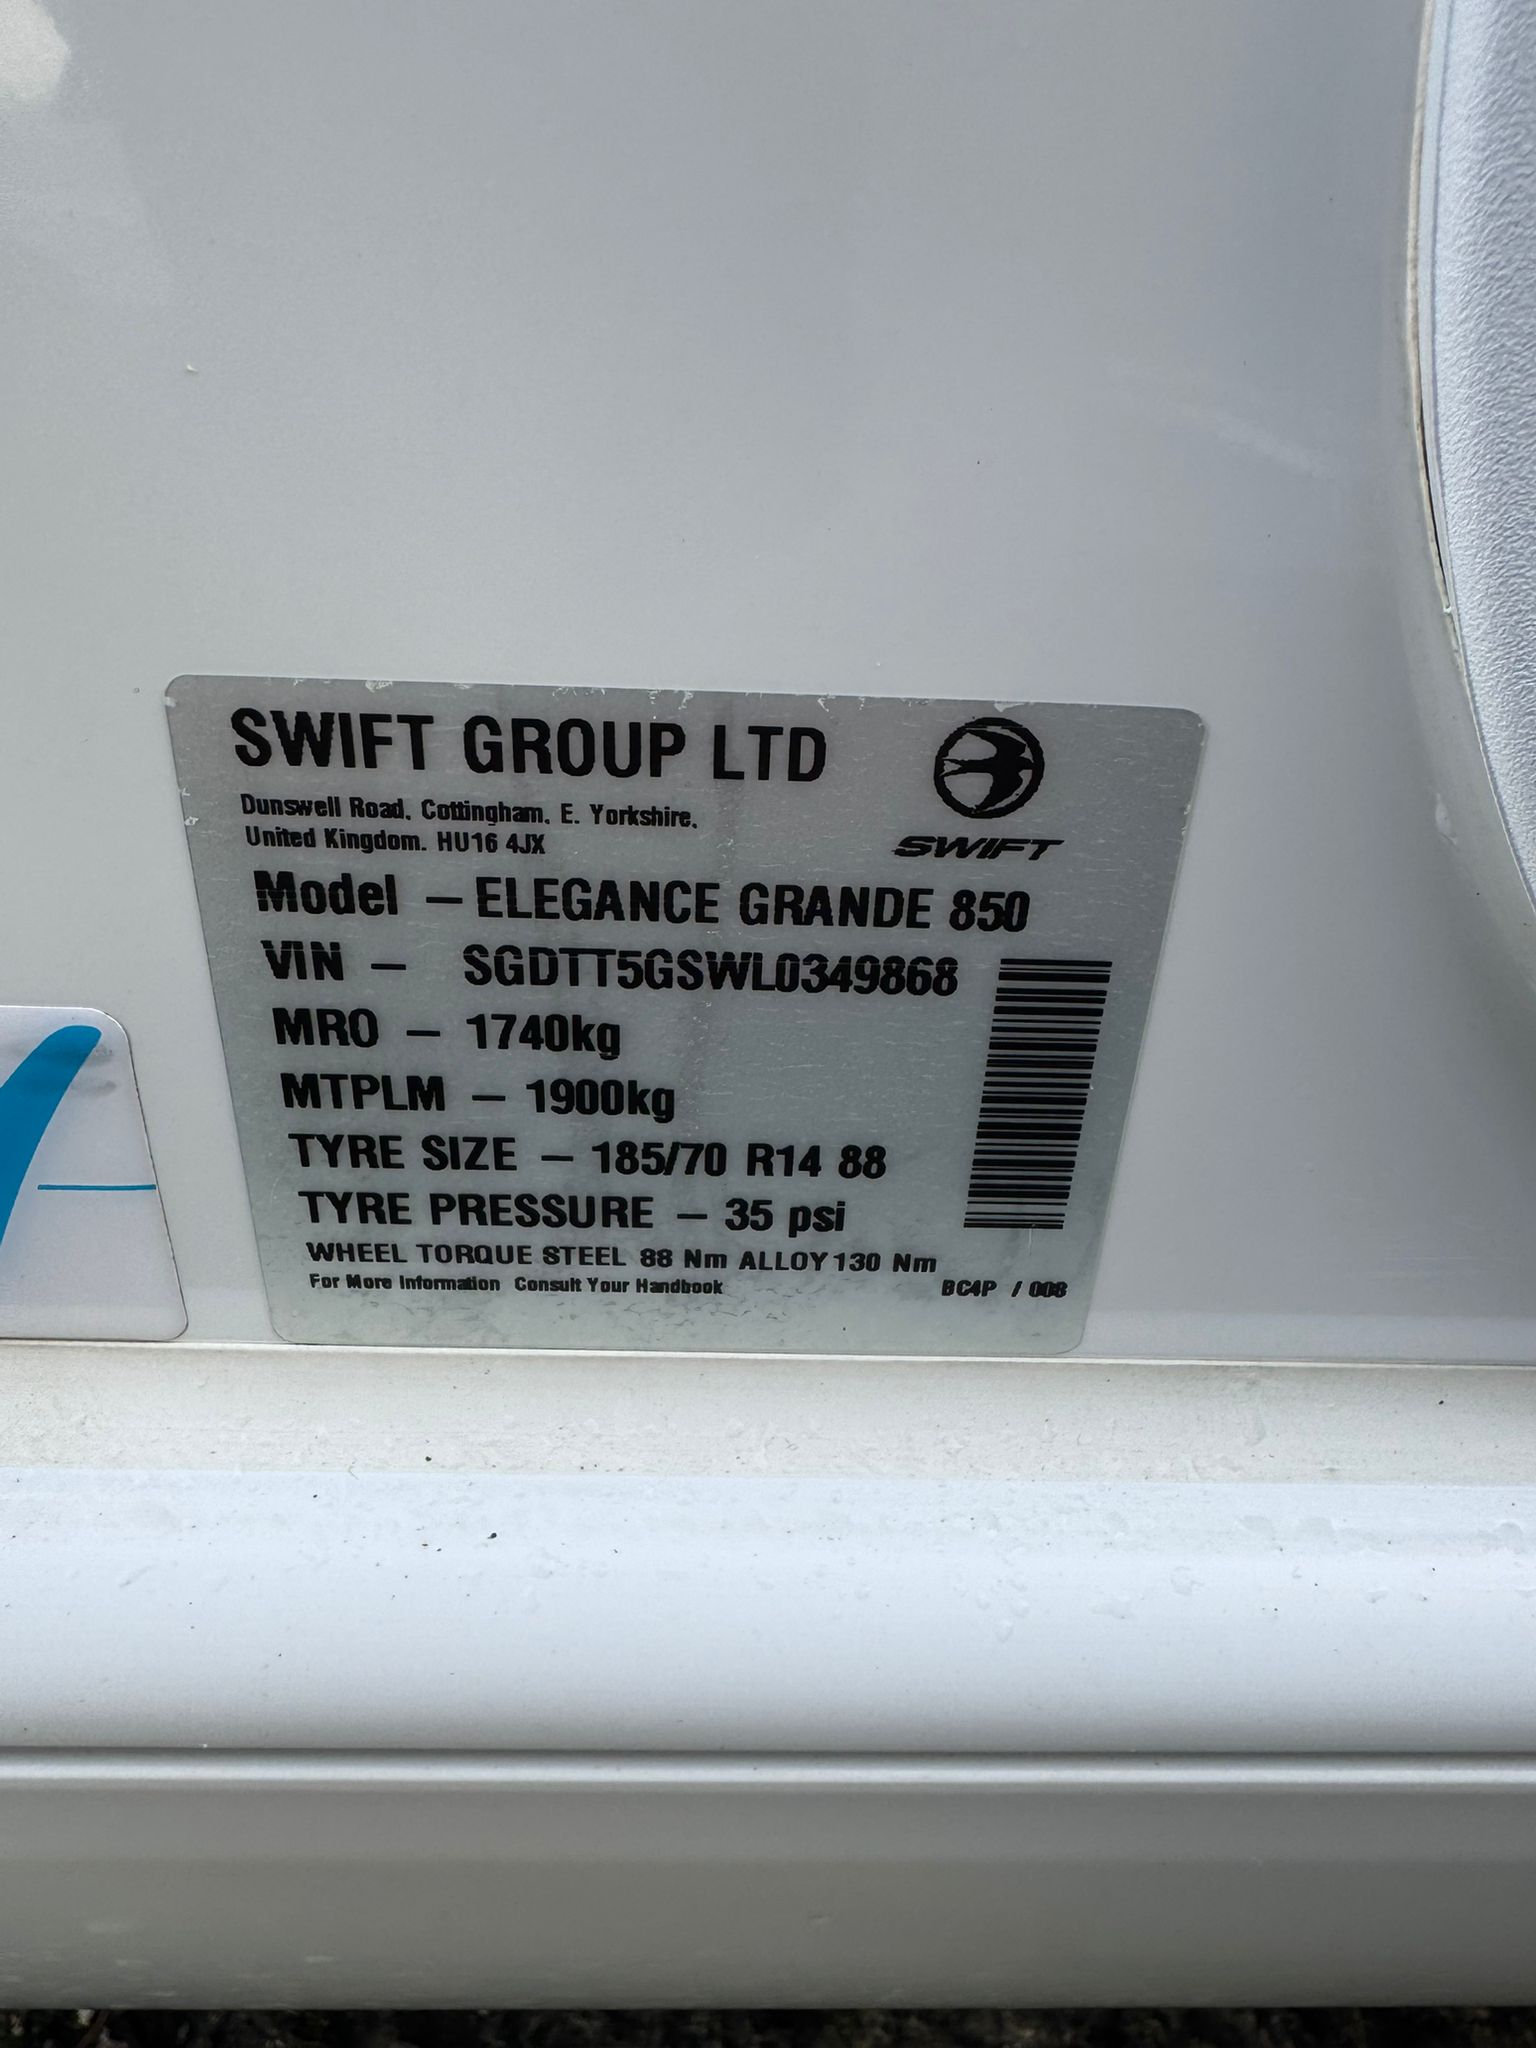 SWIFT GROUP LTD
Dunswell Road, Cottingham, E. Yorkshire,
United Kingdom. HU16 4JX
SWIFT
Model – ELEGANCE GRANDE 850
VIN – SGDTT5GSWL0349868
MRO – 1740kg
MTPLM – 1900kg
TYRE SIZE – 185/70 R14 88
TYRE PRESSURE – 35 psi
WHEEL TORQUE STEEL 88 Nm ALLOY 130 Nm
For More Information Consult Your Handbook
BC4P / 008